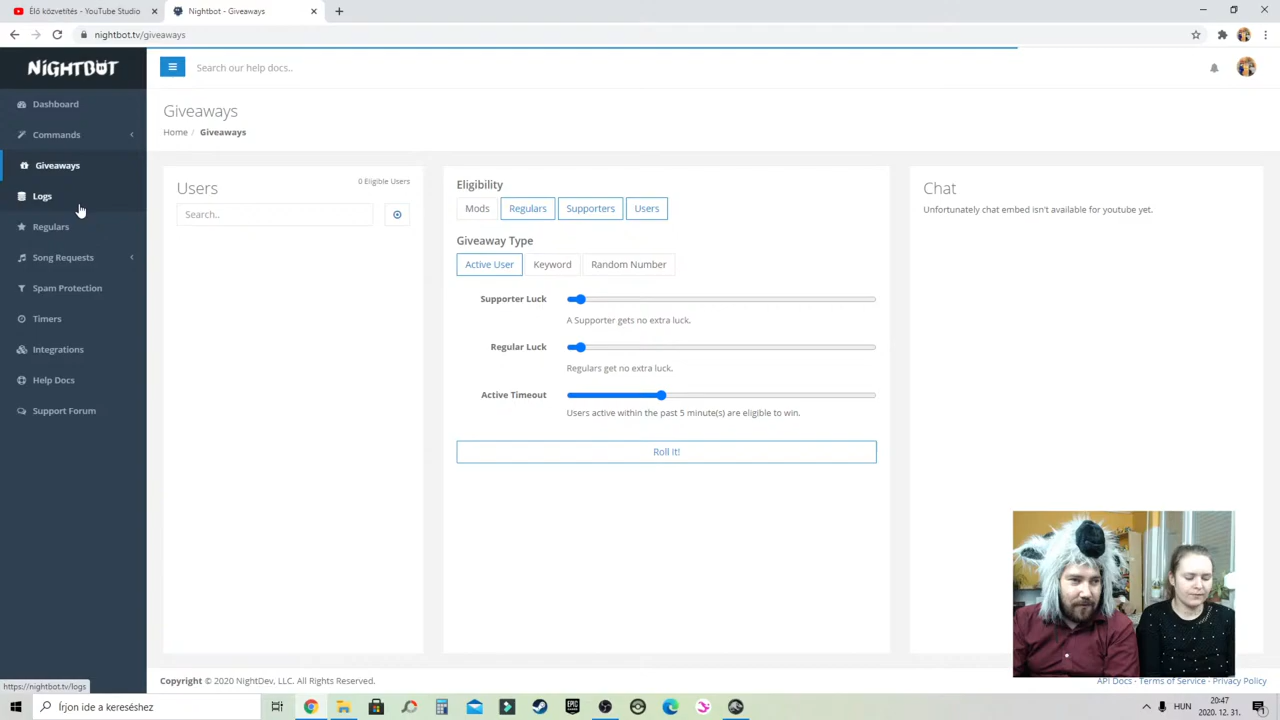 Élő közvetítés - YouTube Studio
Nightbot - Giveaways
nightbot.tv/giveaways
NIGHTBOT
Search our help docs..
Dashboard
Commands
Giveaways
Logs
Regulars
Song Requests
Spam Protection
Timers
Integrations
Help Docs
Support Forum
Giveaways
Home / Giveaways
Users
0 Eligible Users
Search..
Eligibility
Mods
Regulars
Supporters
Users
Giveaway Type
Active User
Keyword
Random Number
Supporter Luck
A Supporter gets no extra luck.
Regular Luck
Regulars get no extra luck.
Active Timeout
Users active within the past 5 minute(s) are eligible to win.
Roll It!
Chat
Unfortunately chat embed isn't available for youtube yet.
Copyright © 2020 NightDev, LLC. All Rights Reserved.
API Docs - Terms of Service - Privacy Policy
https://nightbot.tv/logs
Írjon ide a kereséshez
HUN
20:47
2020. 12. 31.